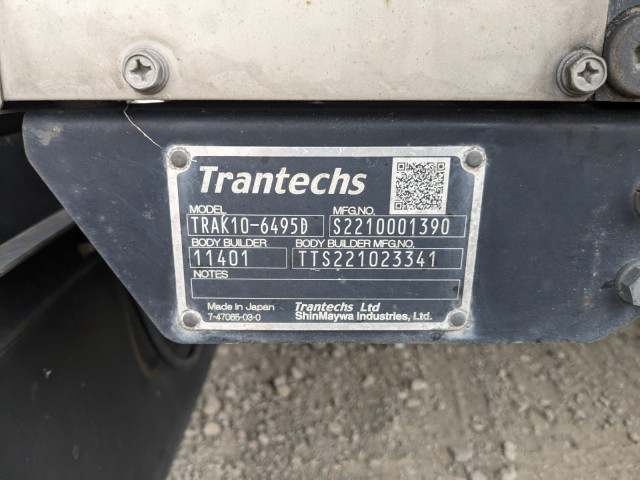 Trantechs
MODEL MFG.NO.
TRAK10-6495D S2210001390
BODY BUILDER BODY BUILDER MFG.NO.
11401 TTS221023341
NOTES
Made in Japan Trantechs Ltd
7-47085-03-0 ShinMaywa Industries, Ltd.